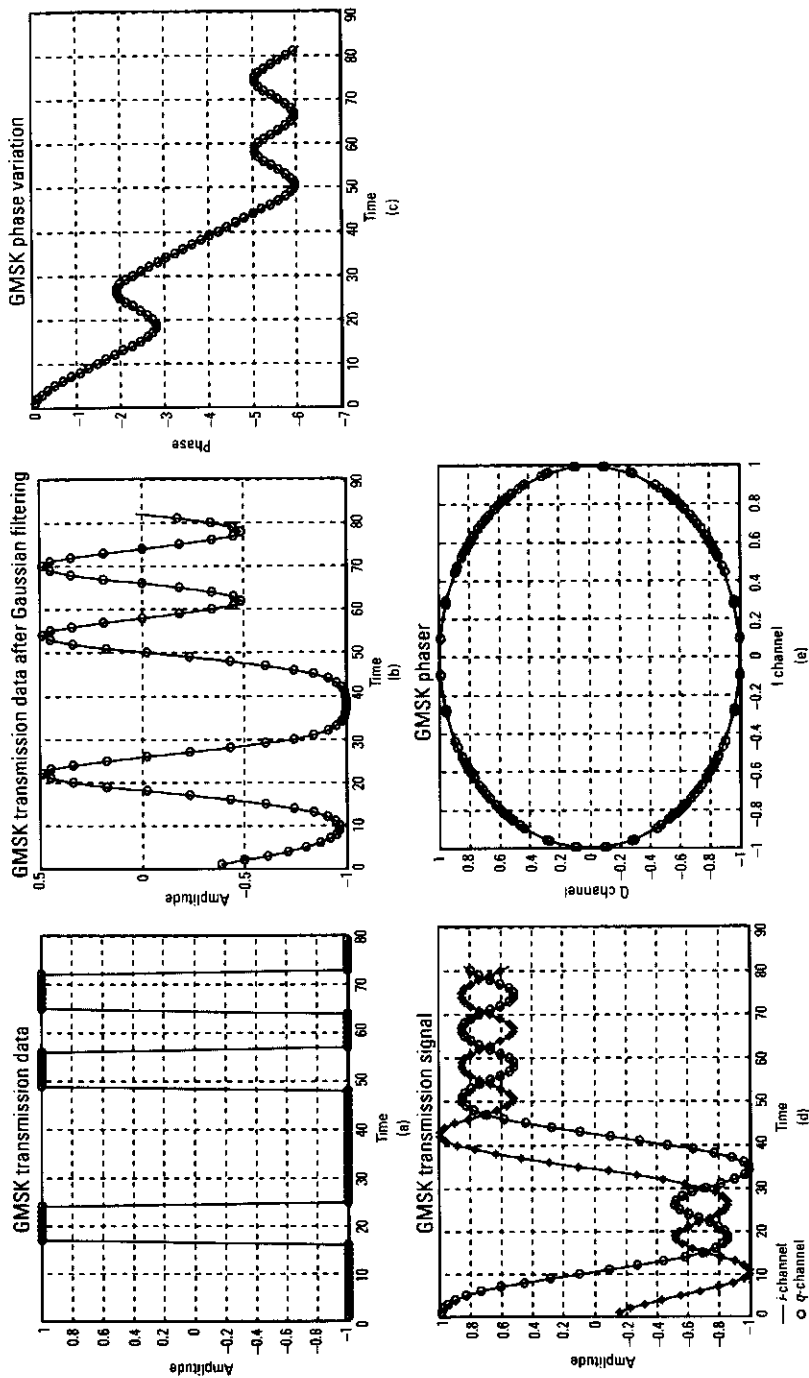 GMSK transmission data
Amplitude
1
0.8
0.6
0.4
0.2
0
−0.2
−0.4
−0.6
−0.8
−1
0 10 20 30 40 50 60 70 80
Time
(a)
GMSK transmission data after Gaussian filtering
Amplitude
0.5
0
−0.5
−1
0 10 20 30 40 50 60 70 80 90
Time
(b)
GMSK phase variation
Phase
0
−1
−2
−3
−4
−5
−6
−7
0 10 20 30 40 50 60 70 80 90
Time
(c)
GMSK transmission signal
Amplitude
1
0.8
0.6
0.4
0.2
0
−0.2
−0.4
−0.6
−0.8
−1
0 10 20 30 40 50 60 70 80 90
Time
(d)
i-channel
q-channel
GMSK phaser
Q channel
1
0.8
0.6
0.4
0.2
0
−0.2
−0.4
−0.6
−0.8
−1
−1 −0.8 −0.6 −0.4 −0.2 0 0.2 0.4 0.6 0.8 1
I channel
(e)